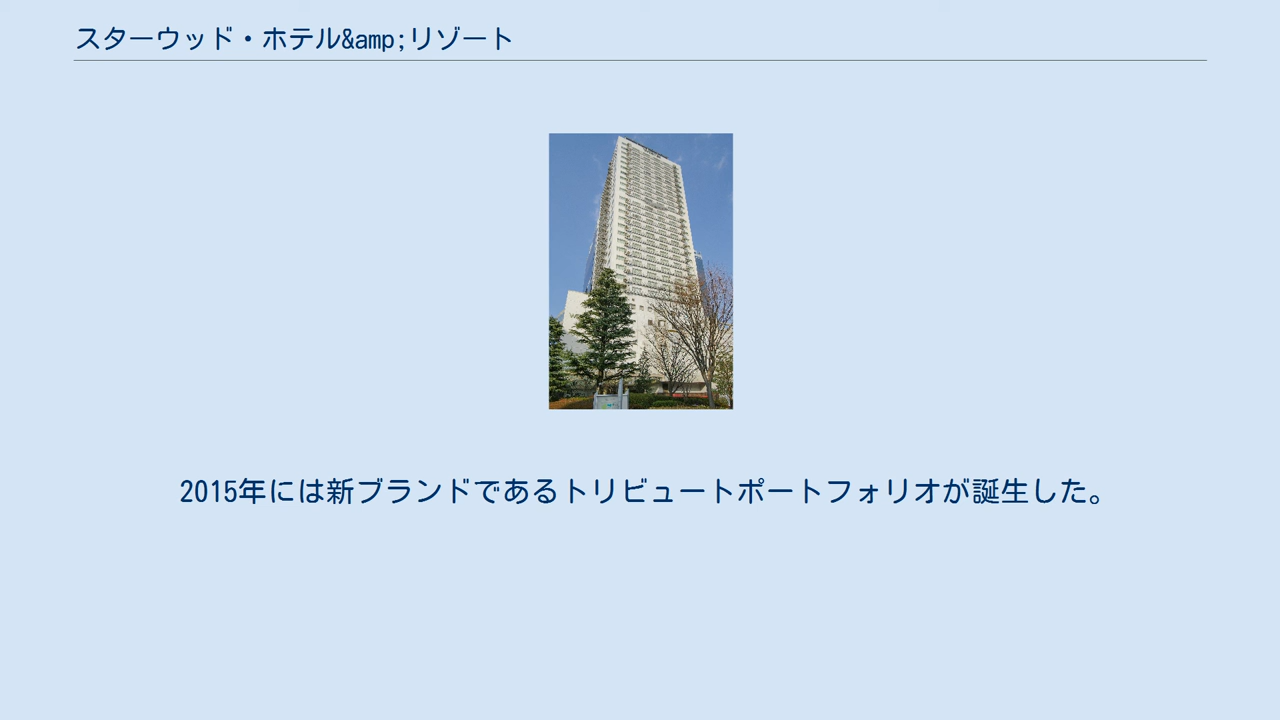 スターウッド・ホテル&amp;リゾート
2015年には新ブランドであるトリビュートポートフォリオが誕生した。